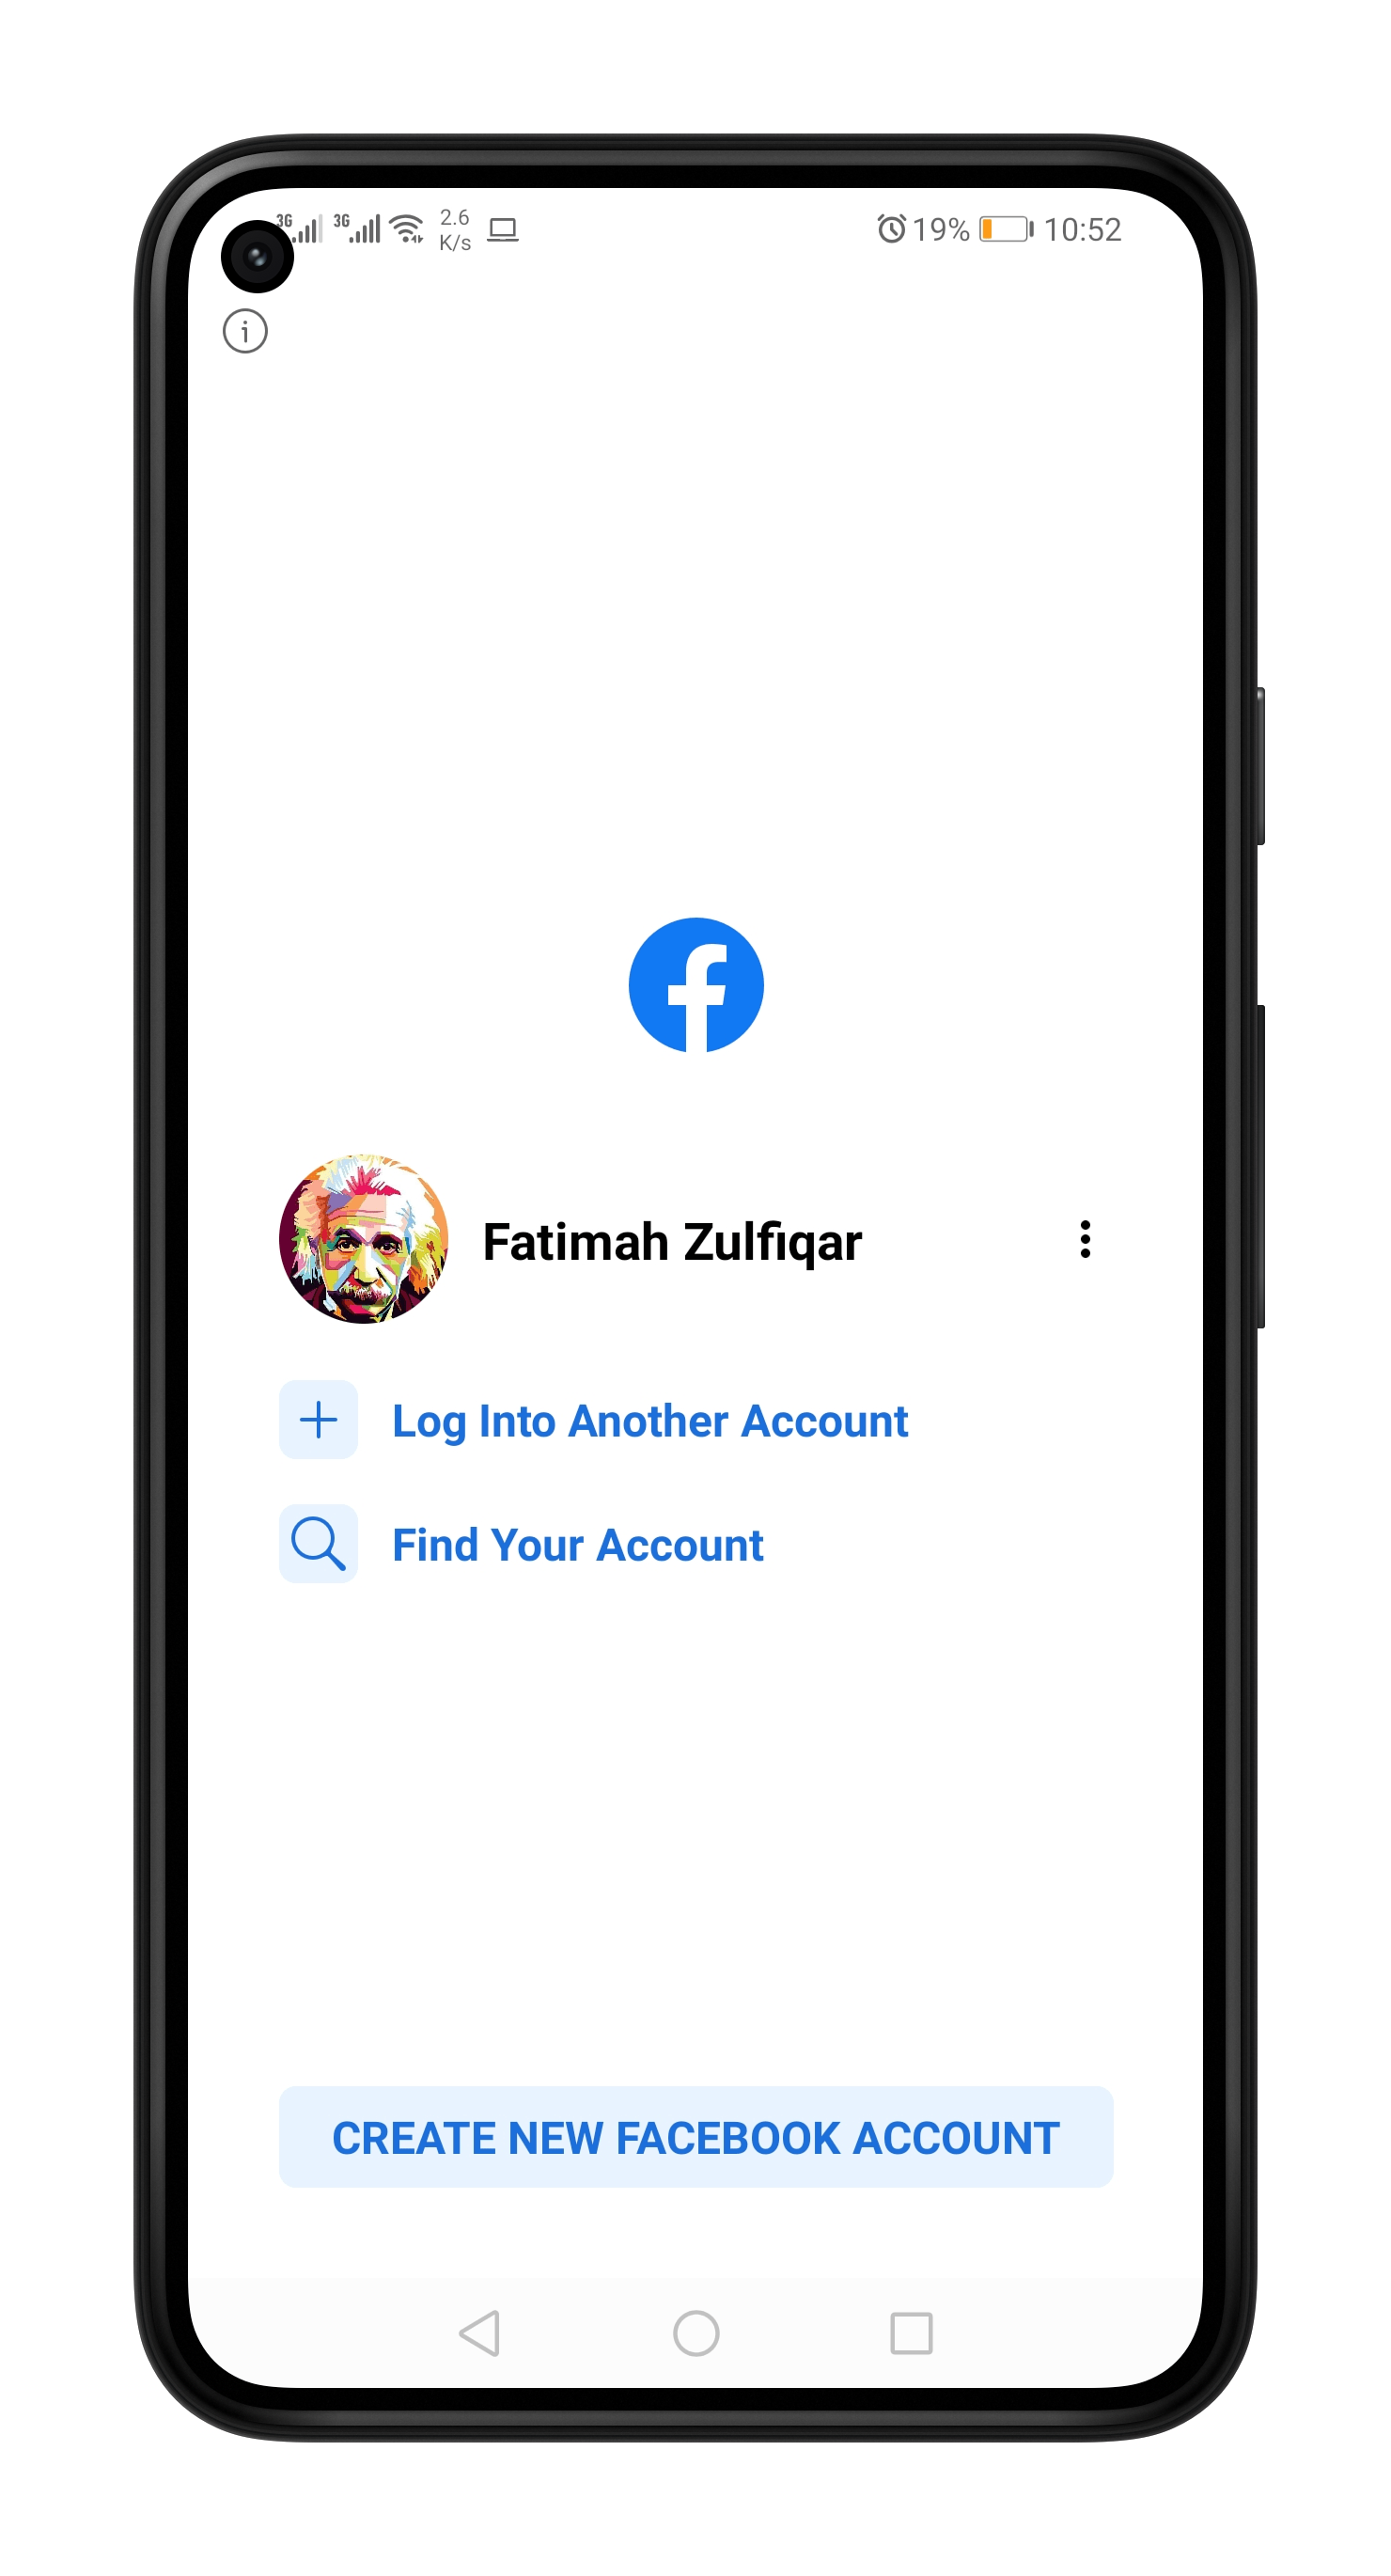 3G 3G 2.6 K/s 19% 10:52
Fatimah Zulfiqar
Log Into Another Account
Find Your Account
CREATE NEW FACEBOOK ACCOUNT